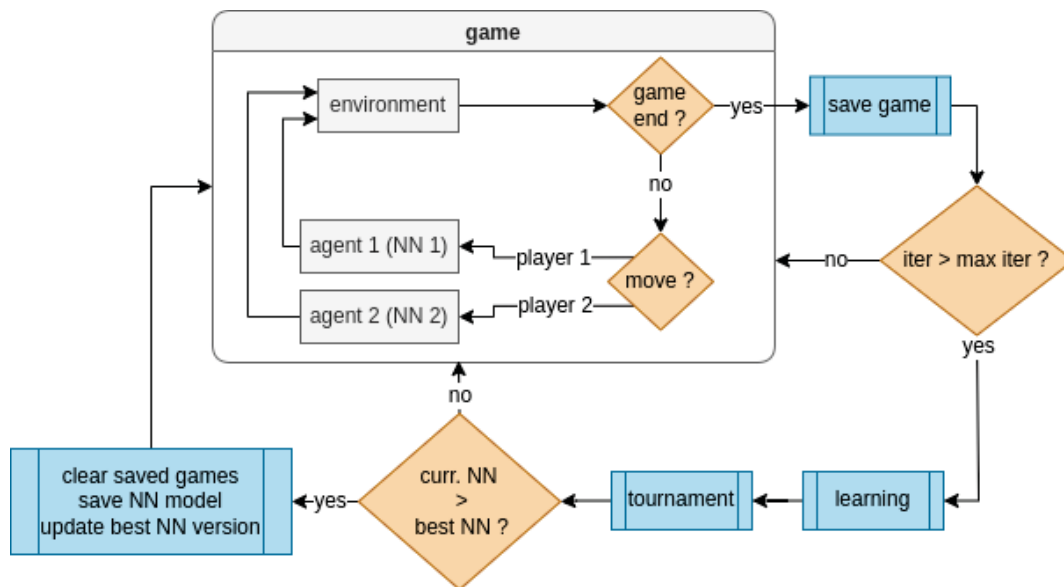 game
environment
game
end ?
yes
save game
no
agent 1 (NN 1)
player 1
move ?
no
iter > max iter ?
agent 2 (NN 2)
player 2
yes
no
clear saved games
save NN model
update best NN version
yes
curr. NN
>
best NN ?
tournament
learning